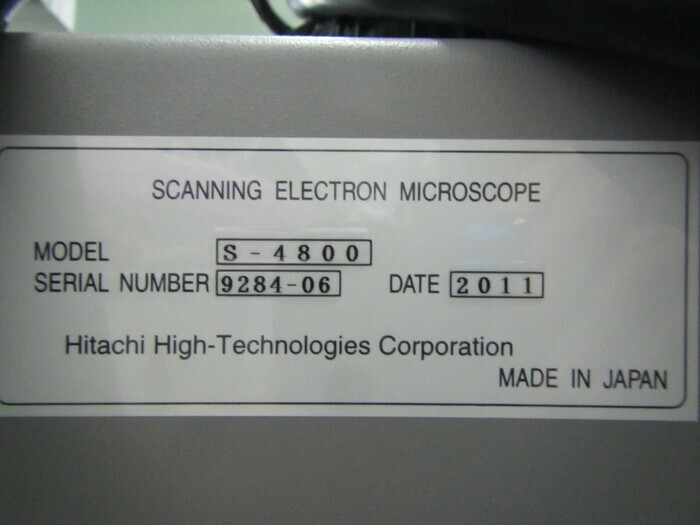 SCANNING ELECTRON MICROSCOPE
MODEL S-4800
SERIAL NUMBER 9284-06 DATE 2011
Hitachi High-Technologies Corporation
MADE IN JAPAN